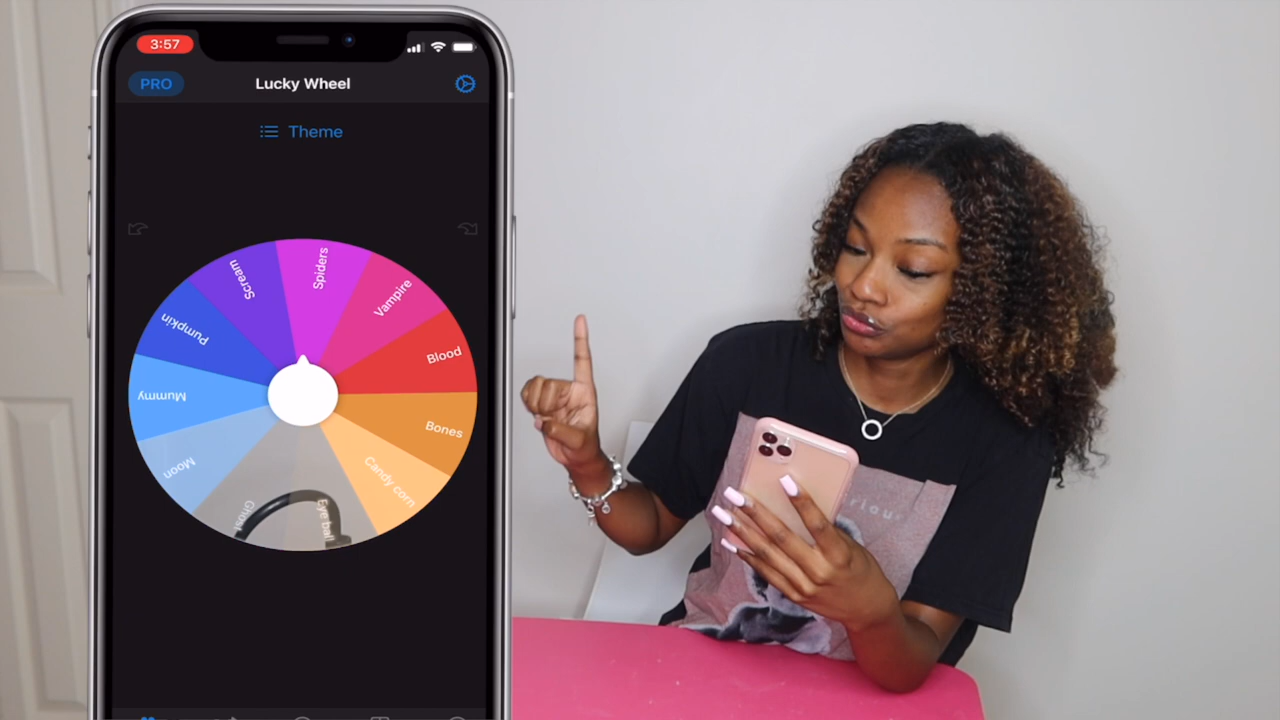 3:57
PRO
Lucky Wheel
Theme
Spiders
Vampire
Blood
Bones
Candy corn
Eye ball
Ghost
Moon
Mummy
Pumpkin
Scream